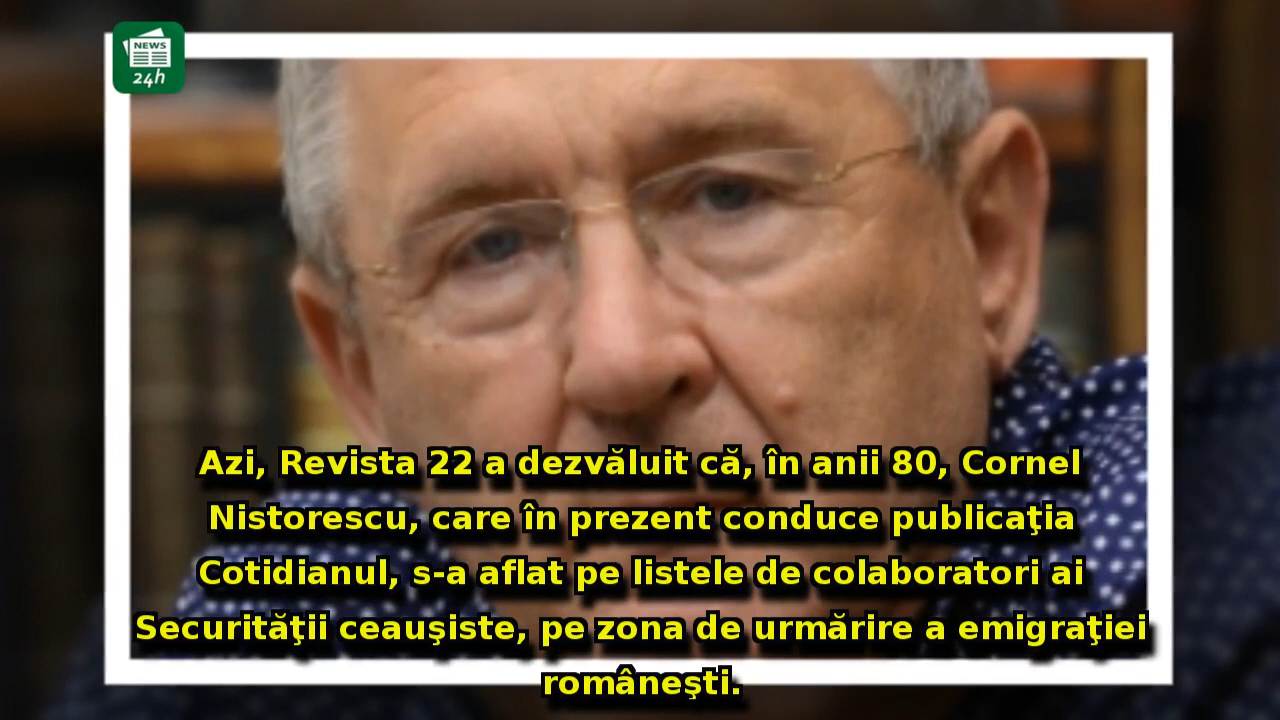 NEWS
24h
Azi, Revista 22 a dezvăluit că, în anii 80, Cornel
Nistorescu, care în prezent conduce publicaţia
Cotidianul, s-a aflat pe listele de colaboratori ai
Securităţii ceauşiste, pe zona de urmărire a emigraţiei
româneşti.